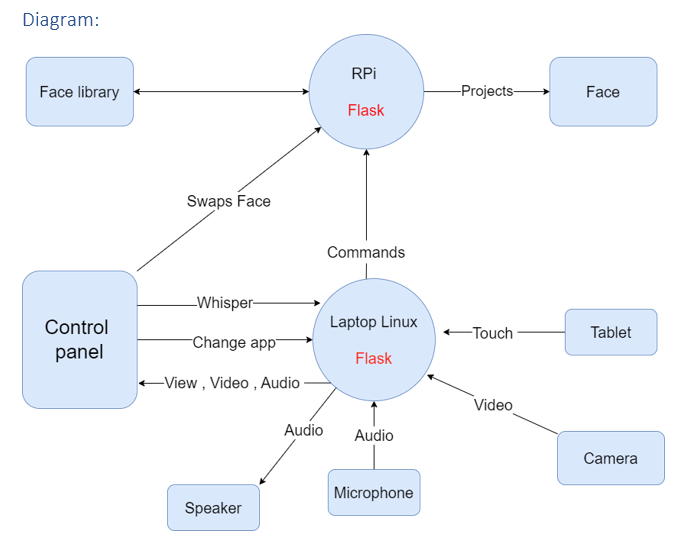 Diagram:
RPi
Flask
Face library
Projects
Face
Swaps Face
Commands
Control
panel
Whisper
Laptop Linux
Flask
Change app
Touch
Tablet
View , Video , Audio
Video
Audio
Audio
Camera
Speaker
Microphone